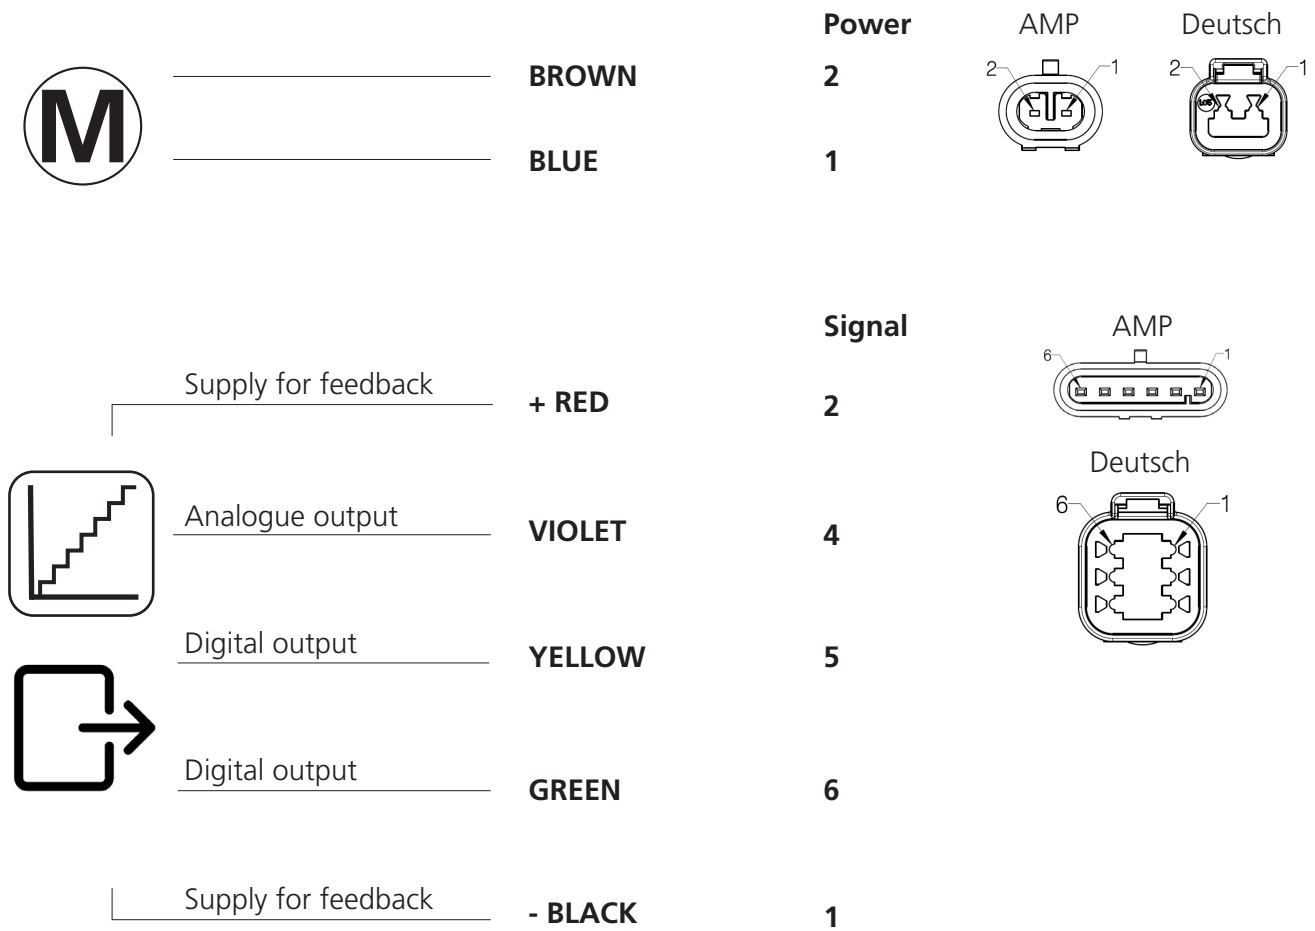 Power AMP Deutsch
M
BROWN 2
2 1
2 1
BLUE 1
Signal AMP
6 1
Supply for feedback
+ RED 2
Deutsch
6 1
Analogue output
VIOLET 4
Digital output
YELLOW 5
Digital output
GREEN 6
Supply for feedback
- BLACK 1